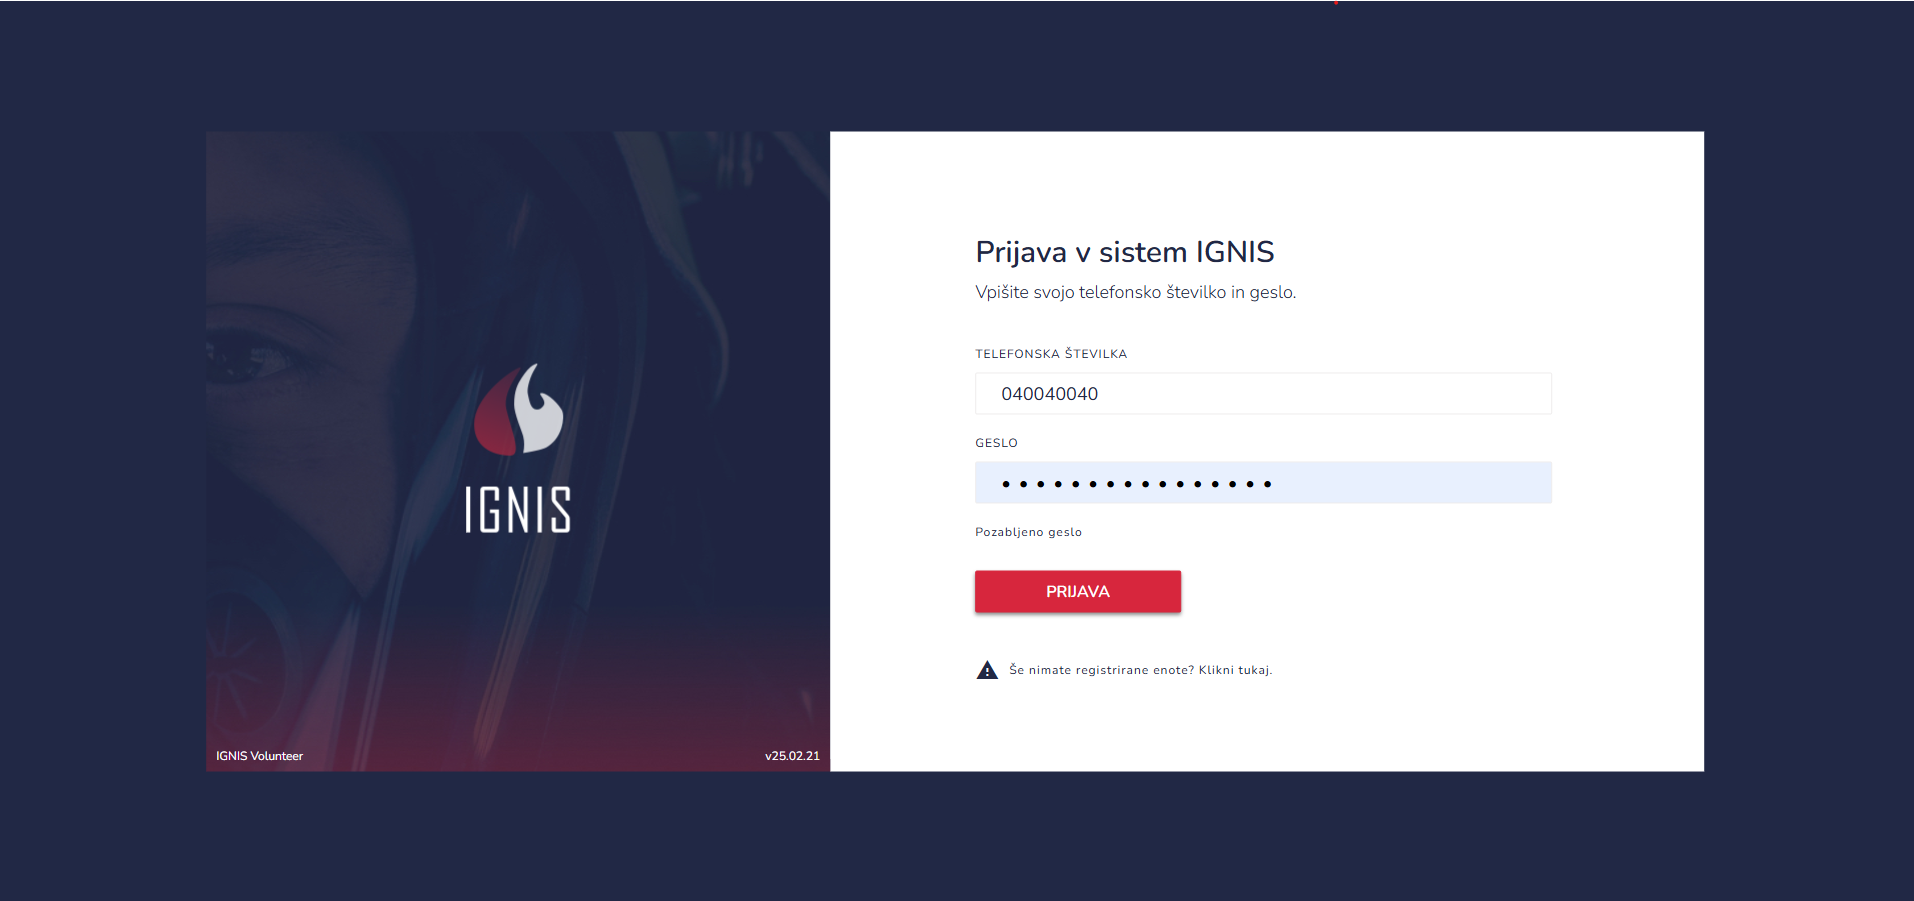 IGNIS
IGNIS Volunteer
v25.02.21
Prijava v sistem IGNIS
Vpišite svojo telefonsko številko in geslo.
TELEFONSKA ŠTEVILKA
040040040
GESLO
••••••••••••••••
Pozabljeno geslo
PRIJAVA
Še nimate registrirane enote? Klikni tukaj.